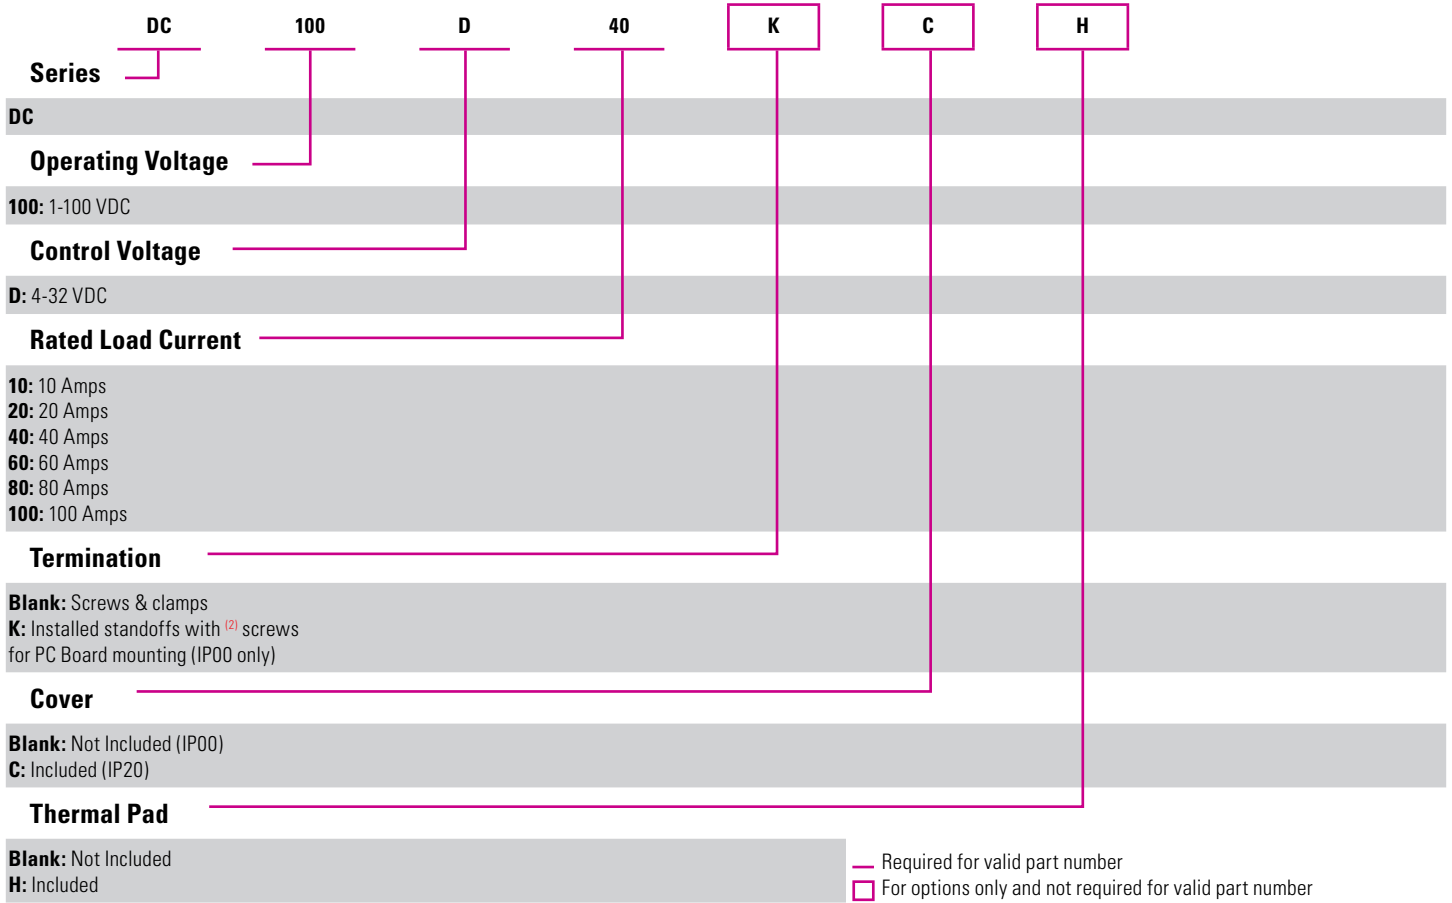 DC 100 D 40 K C H
Series
DC
Operating Voltage
100: 1-100 VDC
Control Voltage
D: 4-32 VDC
Rated Load Current
10: 10 Amps
20: 20 Amps
40: 40 Amps
60: 60 Amps
80: 80 Amps
100: 100 Amps
Termination
Blank: Screws & clamps
K: Installed standoffs with (2) screws
for PC Board mounting (IP00 only)
Cover
Blank: Not Included (IP00)
C: Included (IP20)
Thermal Pad
Blank: Not Included
H: Included
Required for valid part number
For options only and not required for valid part number